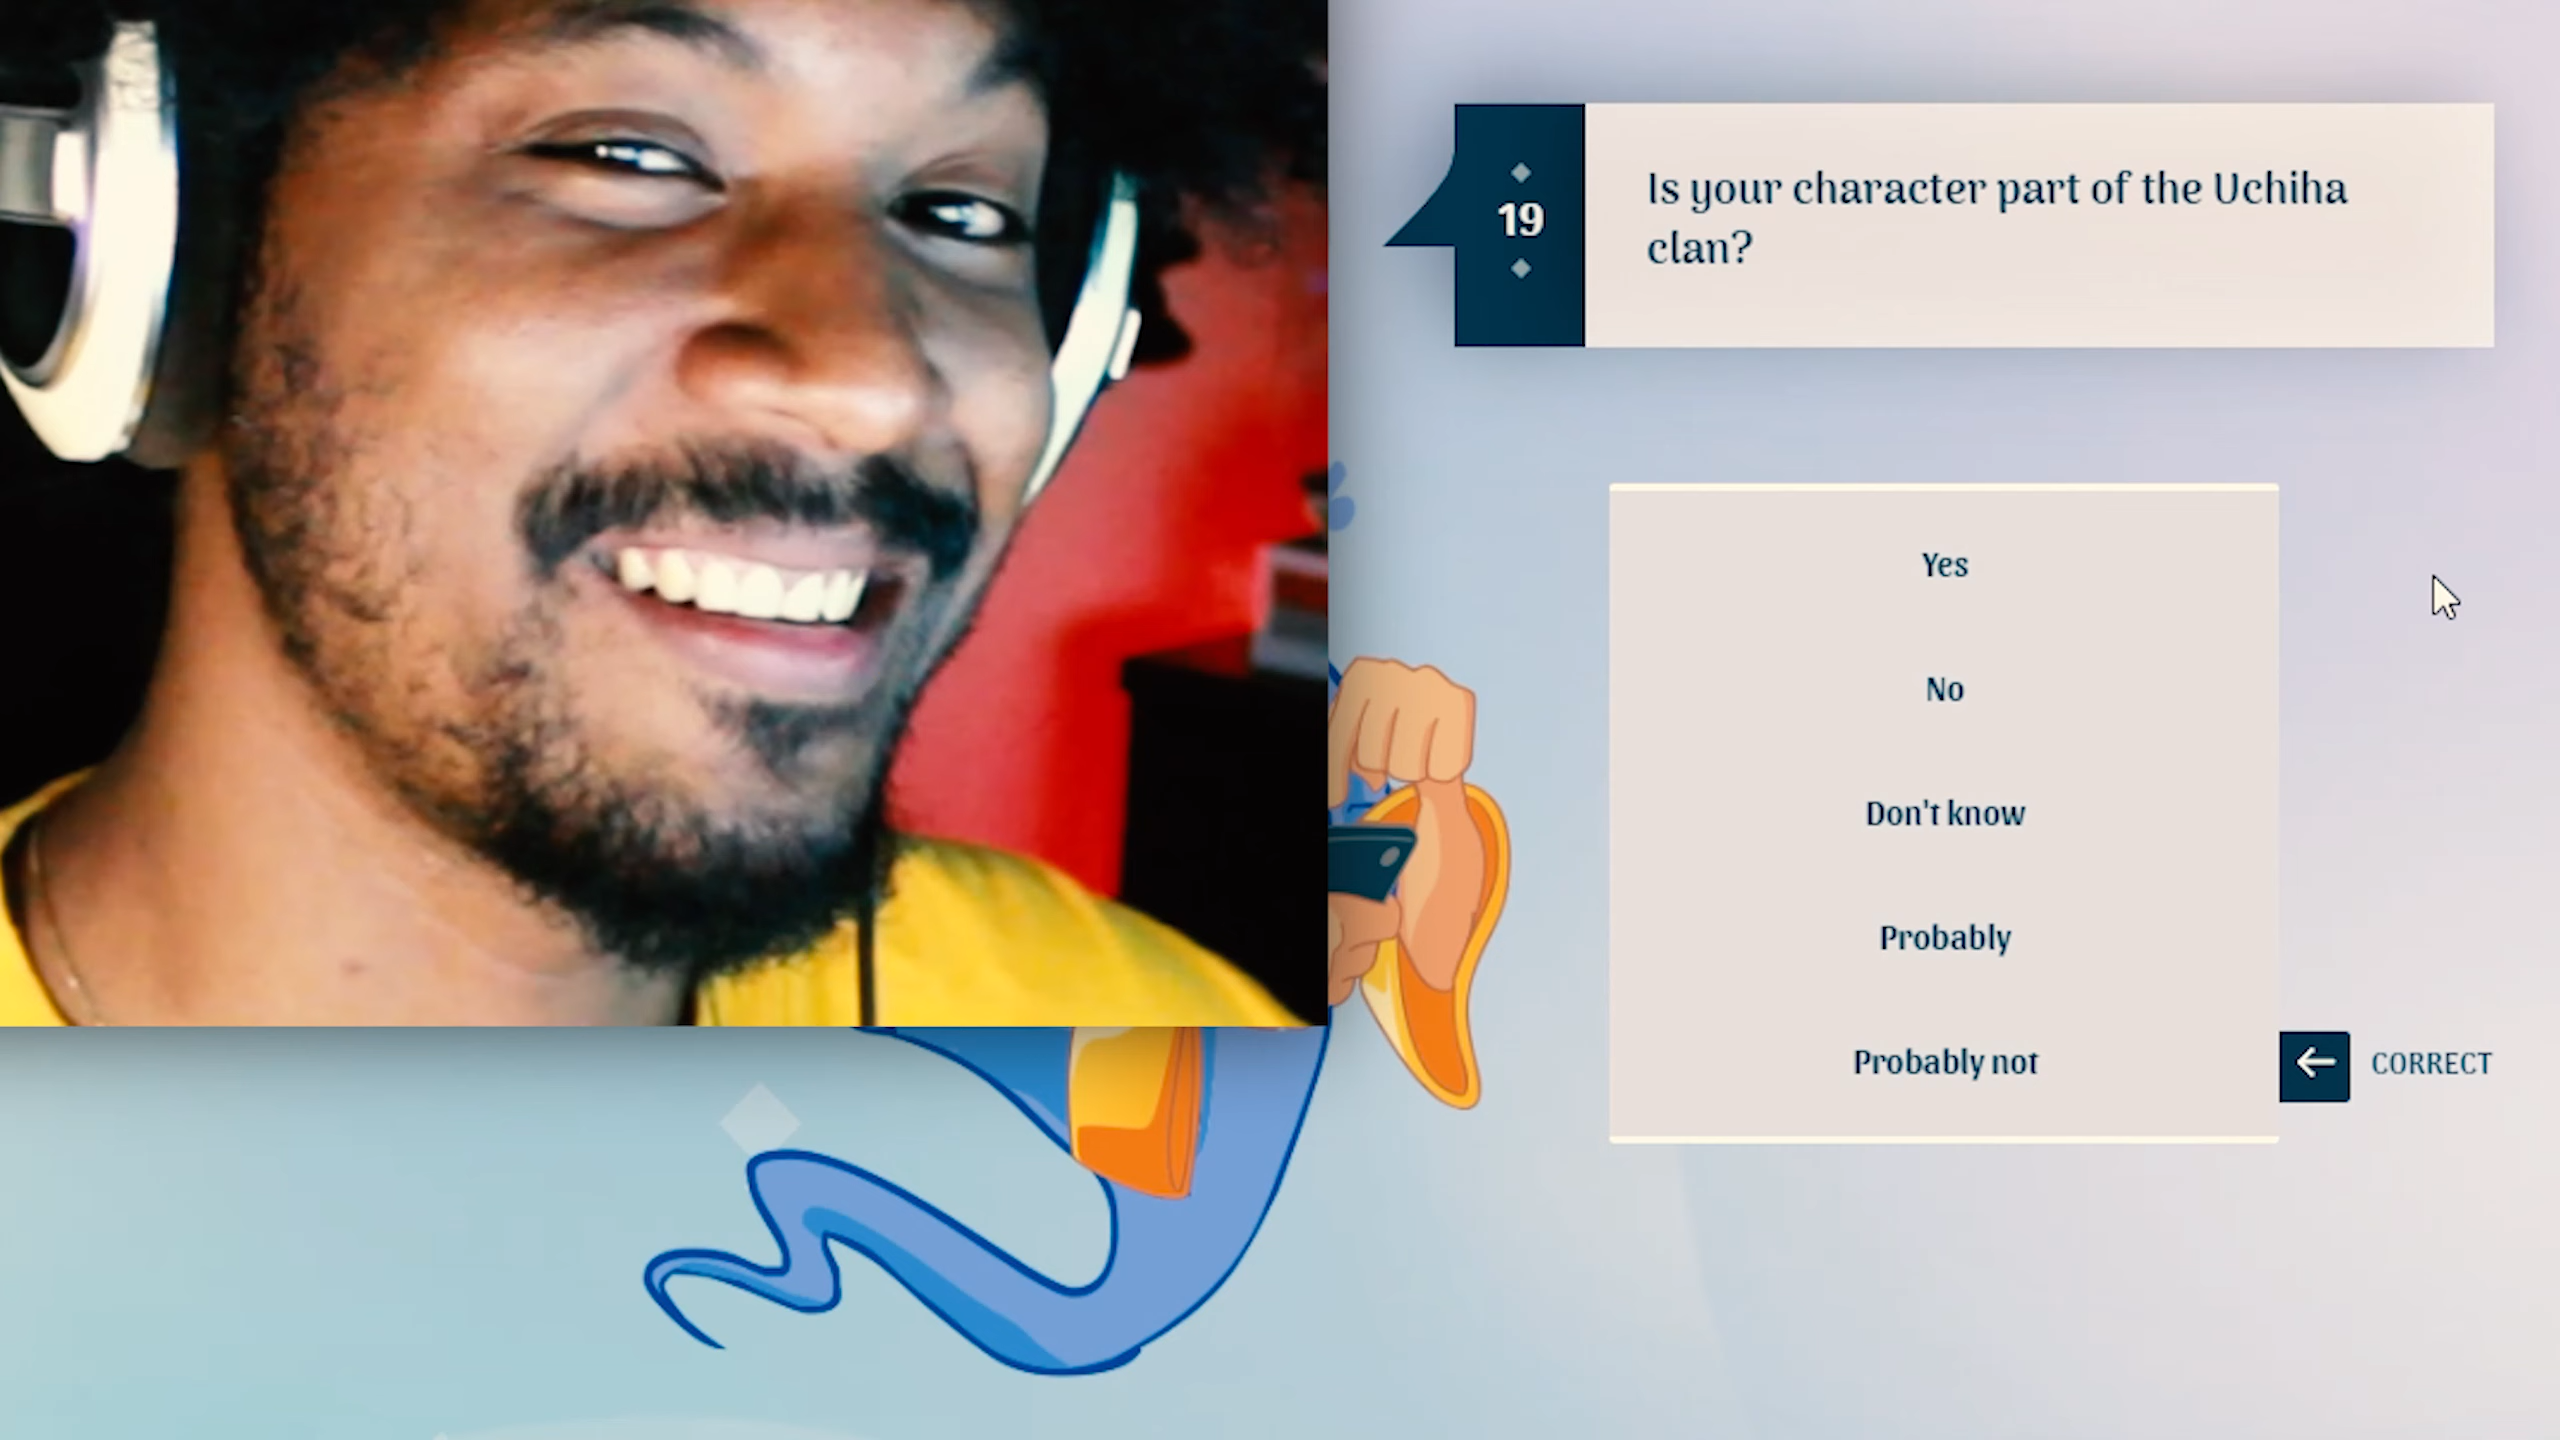 19
Is your character part of the Uchiha
clan?
Yes
No
Don't know
Probably
Probably not
CORRECT